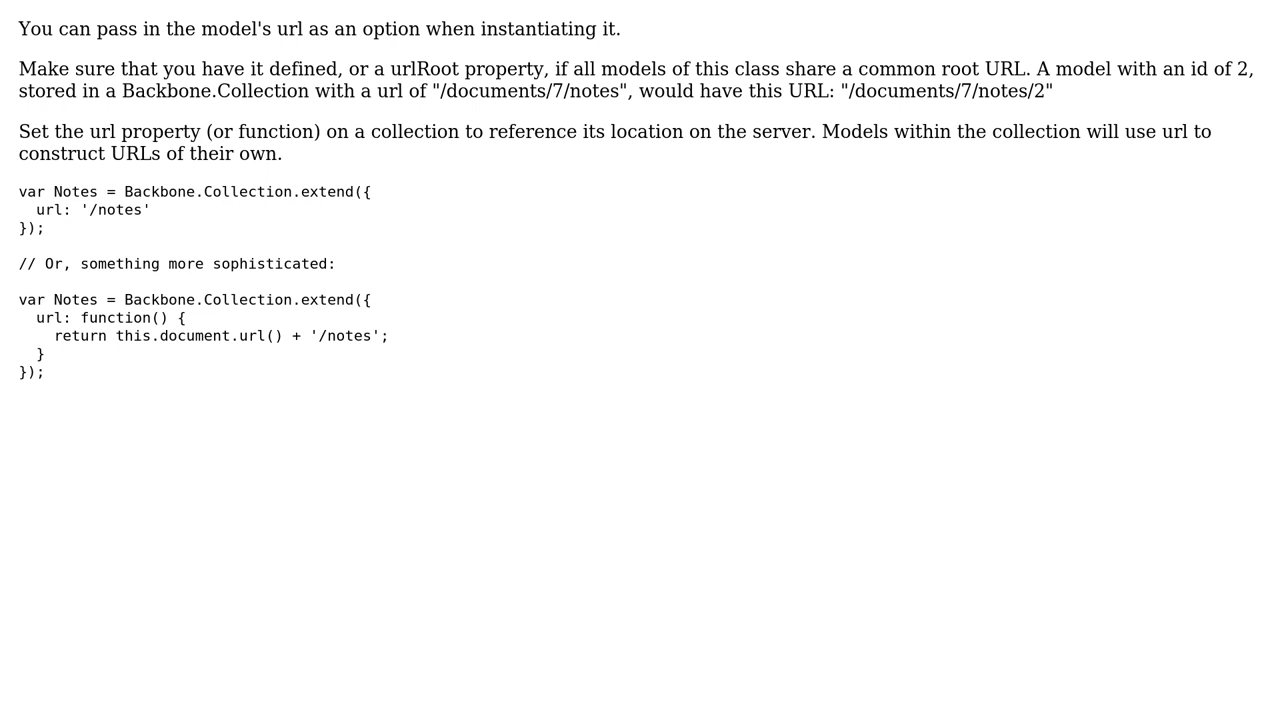 You can pass in the model's url as an option when instantiating it.
Make sure that you have it defined, or a urlRoot property, if all models of this class share a common root URL. A model with an id of 2,
stored in a Backbone.Collection with a url of "/documents/7/notes", would have this URL: "/documents/7/notes/2"
Set the url property (or function) on a collection to reference its location on the server. Models within the collection will use url to
construct URLs of their own.
var Notes = Backbone.Collection.extend({
  url: '/notes'
});
// Or, something more sophisticated:
var Notes = Backbone.Collection.extend({
  url: function() {
    return this.document.url() + '/notes';
  }
});